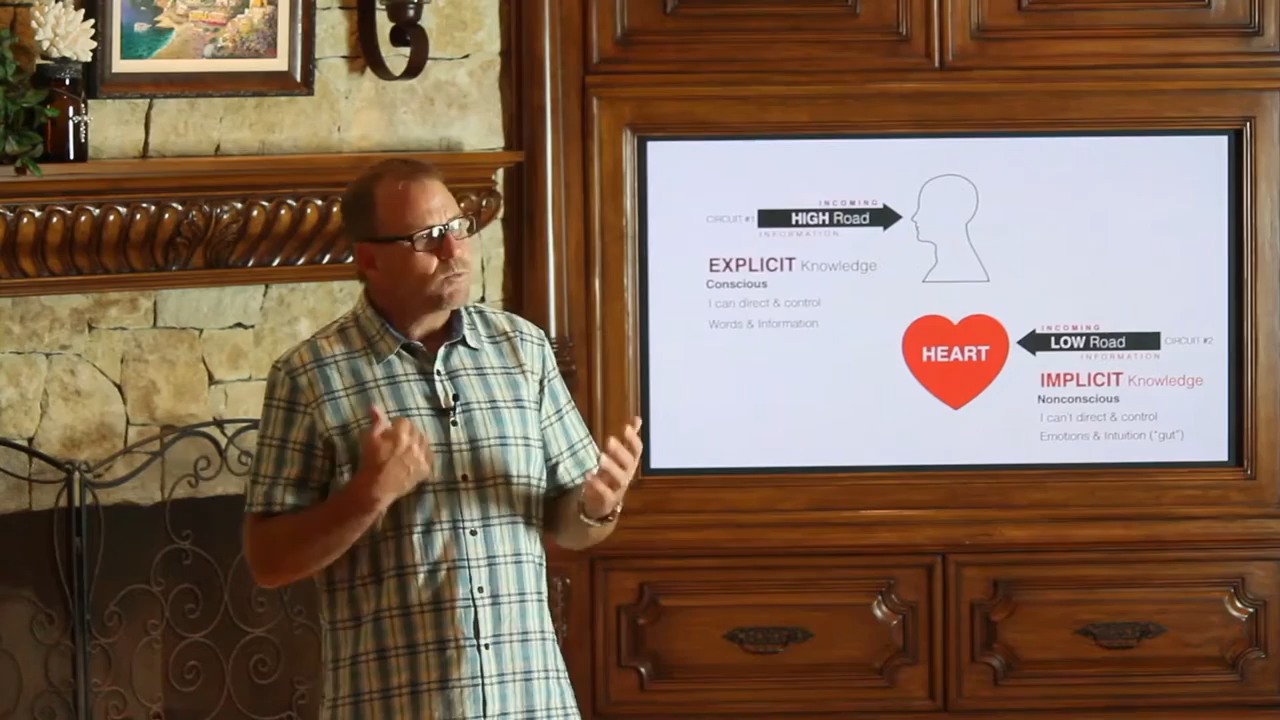 INCOMING
CIRCUIT #1 HIGH Road
INFORMATION
EXPLICIT Knowledge
Conscious
I can direct & control
Words & Information
HEART
INCOMING
LOW Road CIRCUIT #2
INFORMATION
IMPLICIT Knowledge
Nonconscious
I can't direct & control
Emotions & Intuition ("gut")